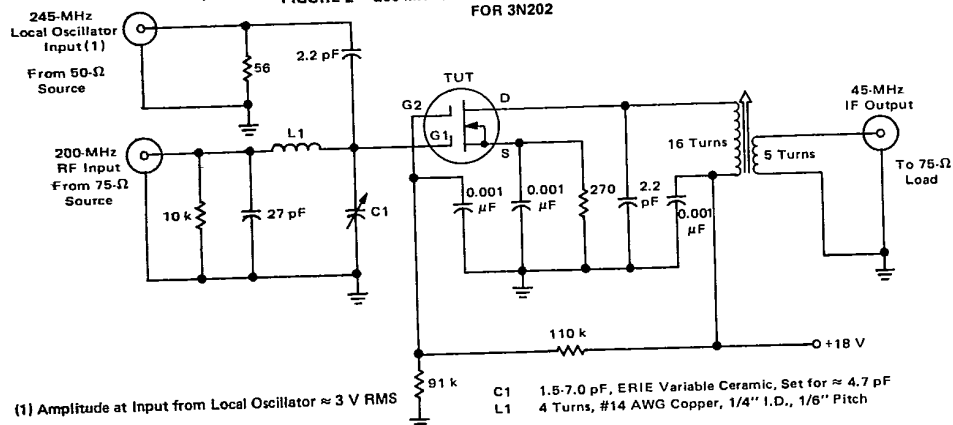 FOR 3N202
245-MHz
Local Oscillator
Input (1)
From 50-Ω
Source
56
2.2 pF
TUT
G2
D
G1
S
L1
200-MHz
RF Input
From 75-Ω
Source
10 k
27 pF
C1
0.001
μF
0.001
μF
270
2.2
pF
0.001
μF
16 Turns
5 Turns
45-MHz
IF Output
To 75-Ω
Load
110 k
+18 V
91 k
(1) Amplitude at Input from Local Oscillator ≈ 3 V RMS
C1 1.5-7.0 pF, ERIE Variable Ceramic, Set for ≈ 4.7 pF
L1 4 Turns, #14 AWG Copper, 1/4" I.D., 1/6" Pitch